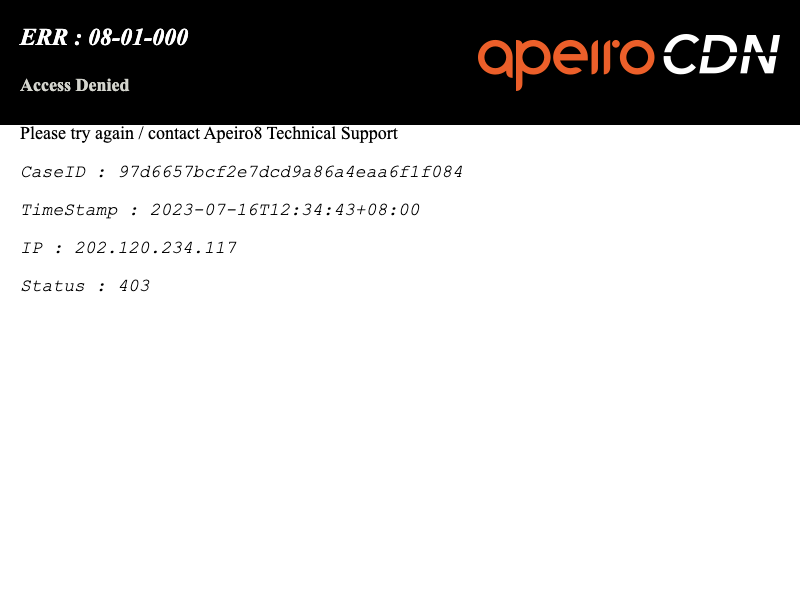 ERR : 08-01-000
apeiro CDN
Access Denied
Please try again / contact Apeiro8 Technical Support
CaseID : 97d6657bcf2e7dcd9a86a4eaa6f1f084
TimeStamp : 2023-07-16T12:34:43+08:00
IP : 202.120.234.117
Status : 403